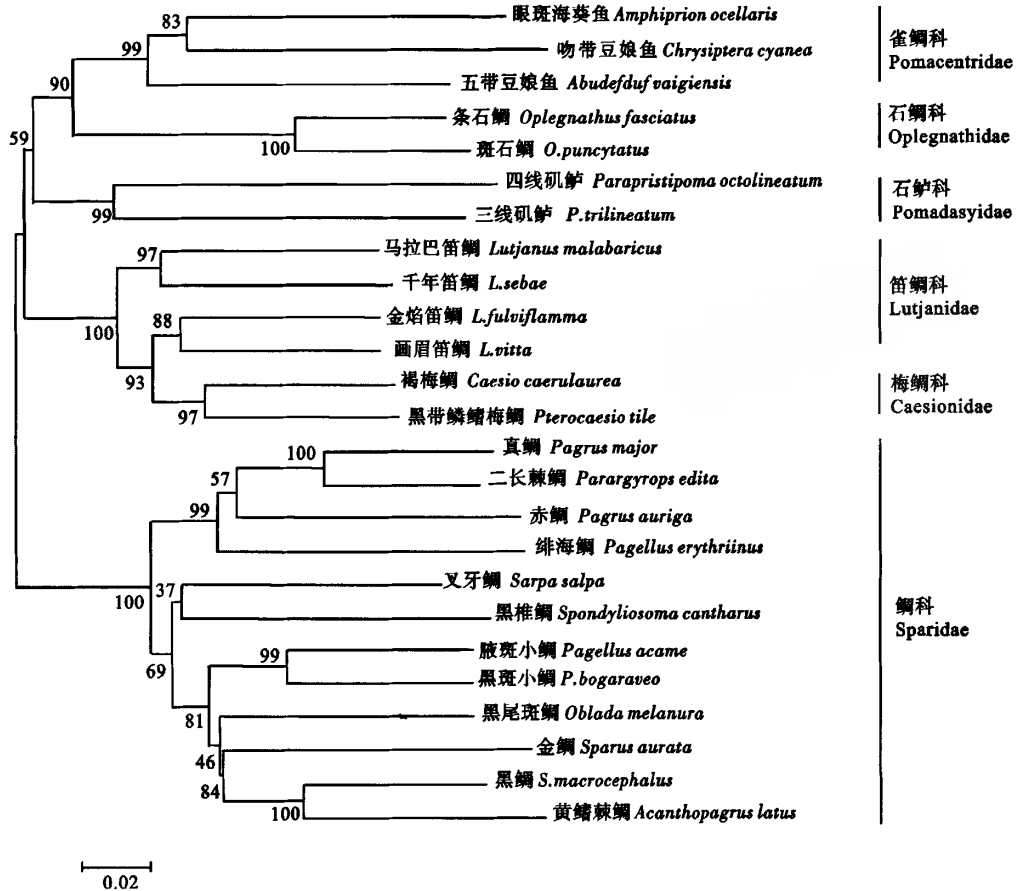 83
眼斑海葵鱼 Amphiprion ocellaris
99
吻带豆娘鱼 Chrysiptera cyanea
雀鲷科
Pomacentridae
90
五带豆娘鱼 Abudefduf vaigiensis
59
条石鲷 Oplegnathus fasciatus
石鲷科
Oplegnathidae
100
斑石鲷 O.puncytatus
四线矶鲈 Parapristipoma octolineatum
石鲈科
Pomadasyidae
99
三线矶鲈 P.trilineatum
97
马拉巴笛鲷 Lutjanus malabaricus
千年笛鲷 L.sebae
笛鲷科
Lutjanidae
100
88
金焰笛鲷 L.fulviflamma
画眉笛鲷 L.vitta
93
褐梅鲷 Caesio caerulaurea
梅鲷科
Caesionidae
97
黑带鳞鳍梅鲷 Pterocaesio tile
100
真鲷 Pagrus major
57
二长棘鲷 Parargyrops edita
99
赤鲷 Pagrus auriga
绯海鲷 Pagellus erythriinus
100
37
叉牙鲷 Sarpa salpa
黑椎鲷 Spondyliosoma cantharus
鲷科
Sparidae
69
99
腋斑小鲷 Pagellus acame
黑斑小鲷 P.bogaraveo
81
黑尾斑鲷 Oblada melanura
46
金鲷 Sparus aurata
84
黑鲷 S.macrocephalus
100
黄鳍棘鲷 Acanthopagrus latus
0.02